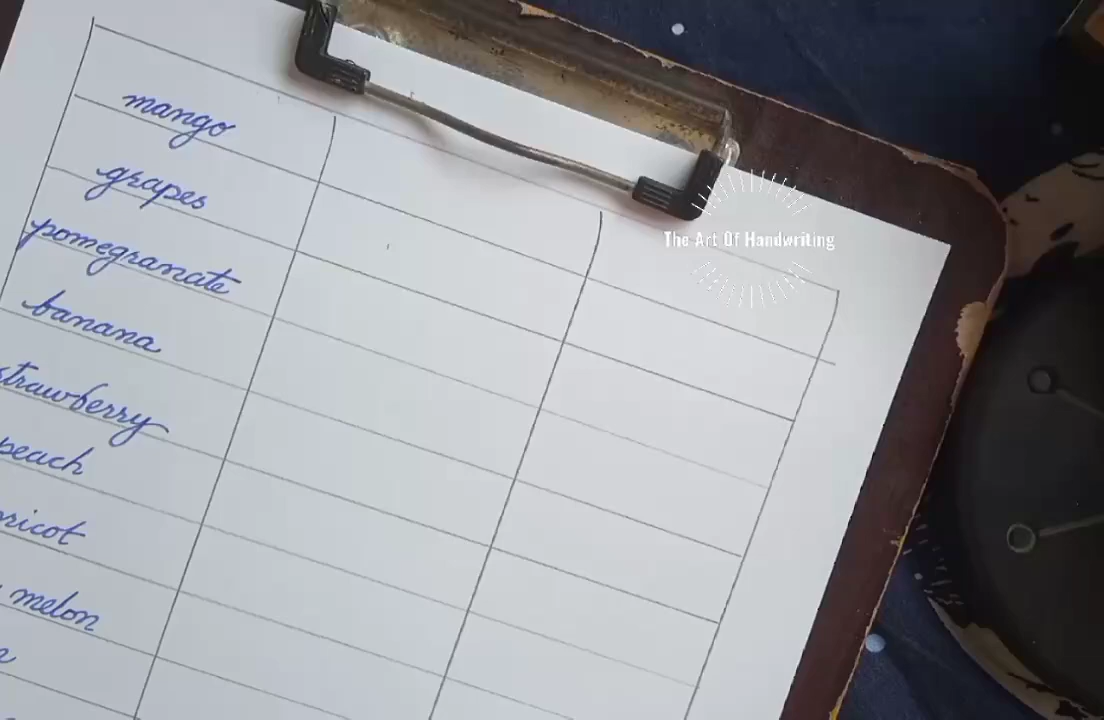 mango
grapes
pomegranate
banana
strawberry
peach
ricot
melon
The Art Of Handwriting